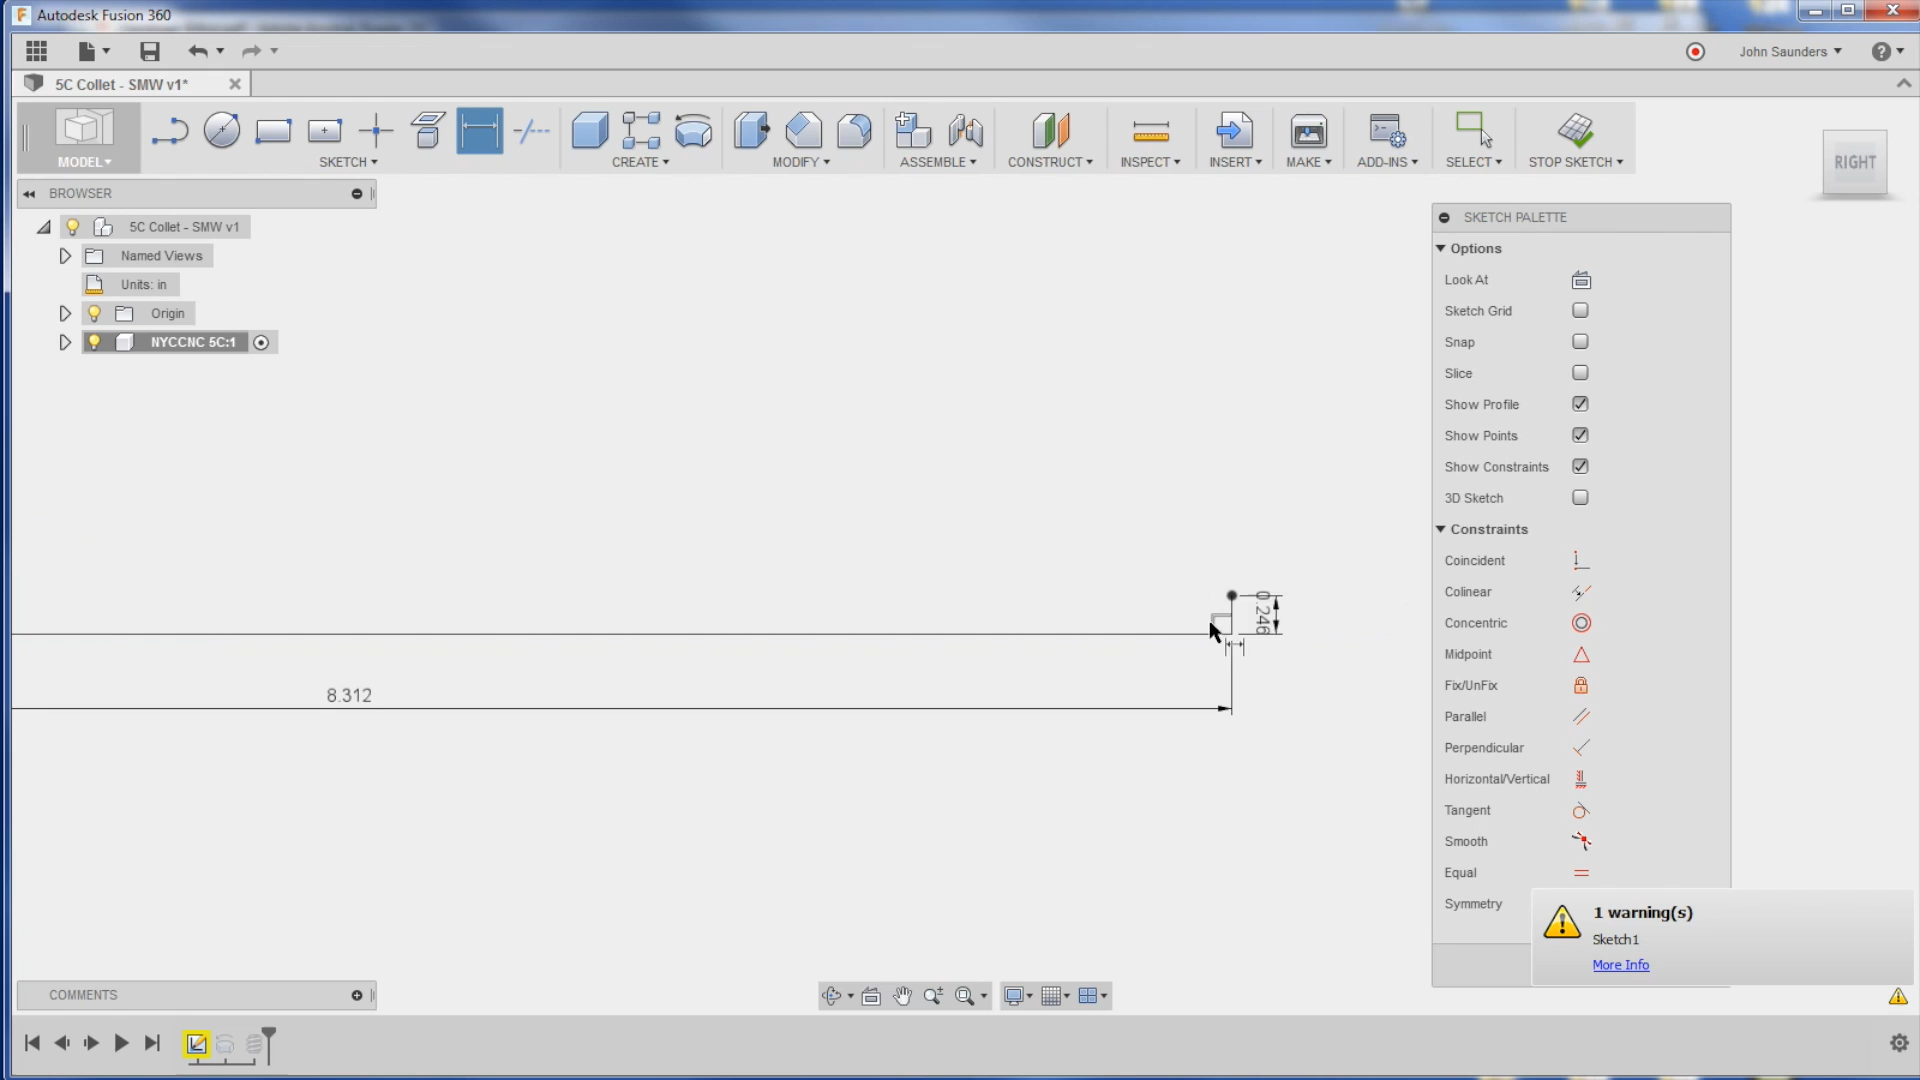 Autodesk Fusion 360
John Saunders
5C Collet - SMW v1*
MODEL
SKETCH
CREATE
MODIFY
ASSEMBLE
CONSTRUCT
INSPECT
INSERT
MAKE
ADD-INS
SELECT
STOP SKETCH
RIGHT
BROWSER
5C Collet - SMW v1
Named Views
Units: in
Origin
NYCCNC 5C:1
SKETCH PALETTE
Options
Look At
Sketch Grid
Snap
Slice
Show Profile
Show Points
Show Constraints
3D Sketch
Constraints
Coincident
Colinear
Concentric
Midpoint
Fix/UnFix
Parallel
Perpendicular
Horizontal/Vertical
Tangent
Smooth
Equal
Symmetry
0.246
8.312
1 warning(s)
Sketch1
More Info
COMMENTS